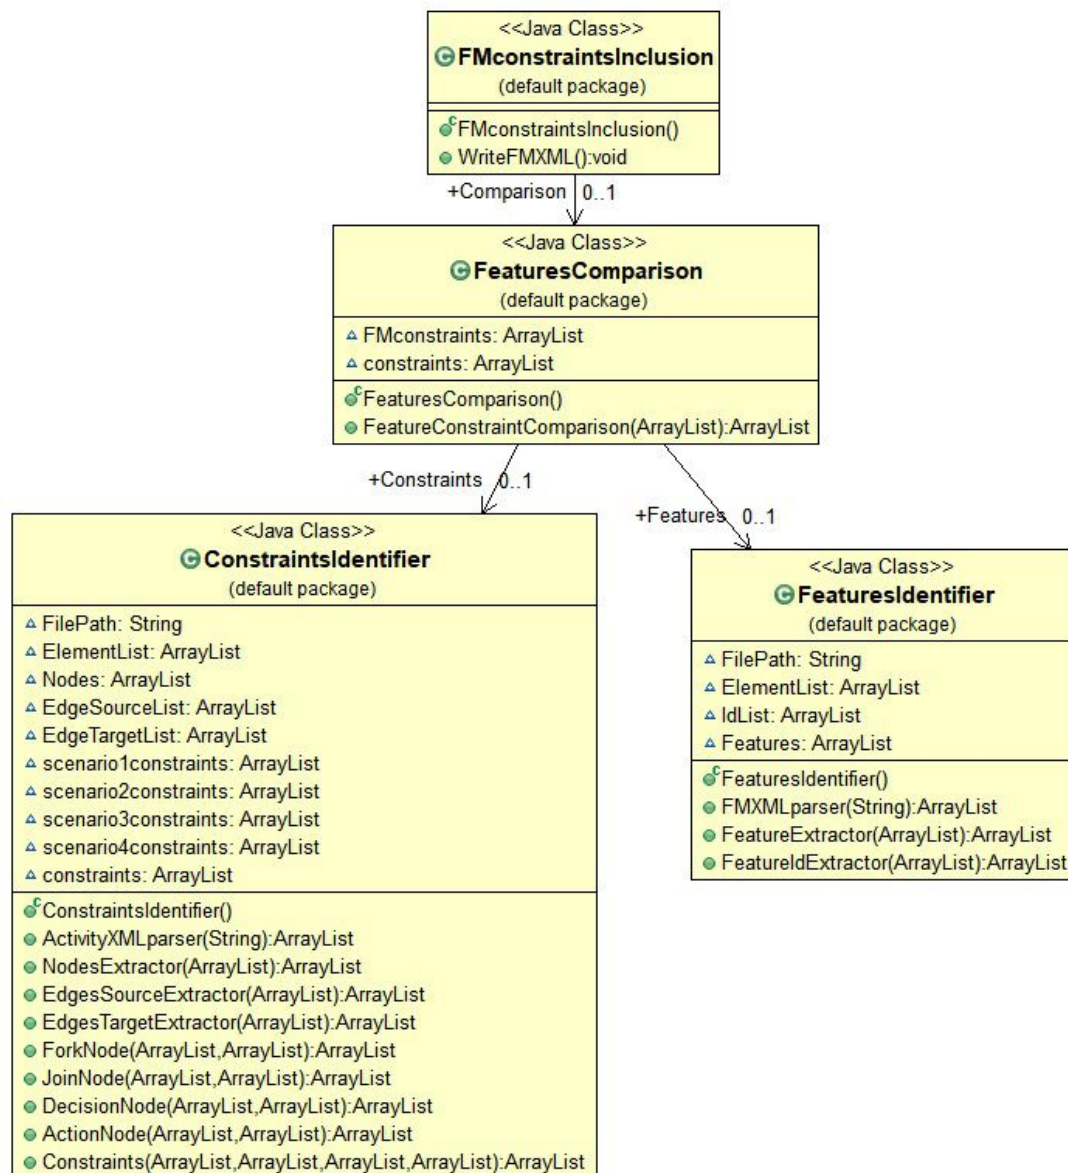 <<Java Class>>
FMconstraintsInclusion
(default package)
FMconstraintsInclusion()
WriteFMXML():void
+Comparison 0..1
<<Java Class>>
FeaturesComparison
(default package)
FMconstraints: ArrayList
constraints: ArrayList
FeaturesComparison()
FeatureConstraintComparison(ArrayList):ArrayList
+Constraints 0..1
+Features 0..1
<<Java Class>>
ConstraintsIdentifier
(default package)
FilePath: String
ElementList: ArrayList
Nodes: ArrayList
EdgeSourceList: ArrayList
EdgeTargetList: ArrayList
scenario1constraints: ArrayList
scenario2constraints: ArrayList
scenario3constraints: ArrayList
scenario4constraints: ArrayList
constraints: ArrayList
ConstraintsIdentifier()
ActivityXMLparser(String):ArrayList
NodesExtractor(ArrayList):ArrayList
EdgesSourceExtractor(ArrayList):ArrayList
EdgesTargetExtractor(ArrayList):ArrayList
ForkNode(ArrayList,ArrayList):ArrayList
JoinNode(ArrayList,ArrayList):ArrayList
DecisionNode(ArrayList,ArrayList):ArrayList
ActionNode(ArrayList,ArrayList):ArrayList
Constraints(ArrayList,ArrayList,ArrayList,ArrayList):ArrayList
<<Java Class>>
FeaturesIdentifier
(default package)
FilePath: String
ElementList: ArrayList
IdList: ArrayList
Features: ArrayList
FeaturesIdentifier()
FMXMLparser(String):ArrayList
FeatureExtractor(ArrayList):ArrayList
FeatureIdExtractor(ArrayList):ArrayList